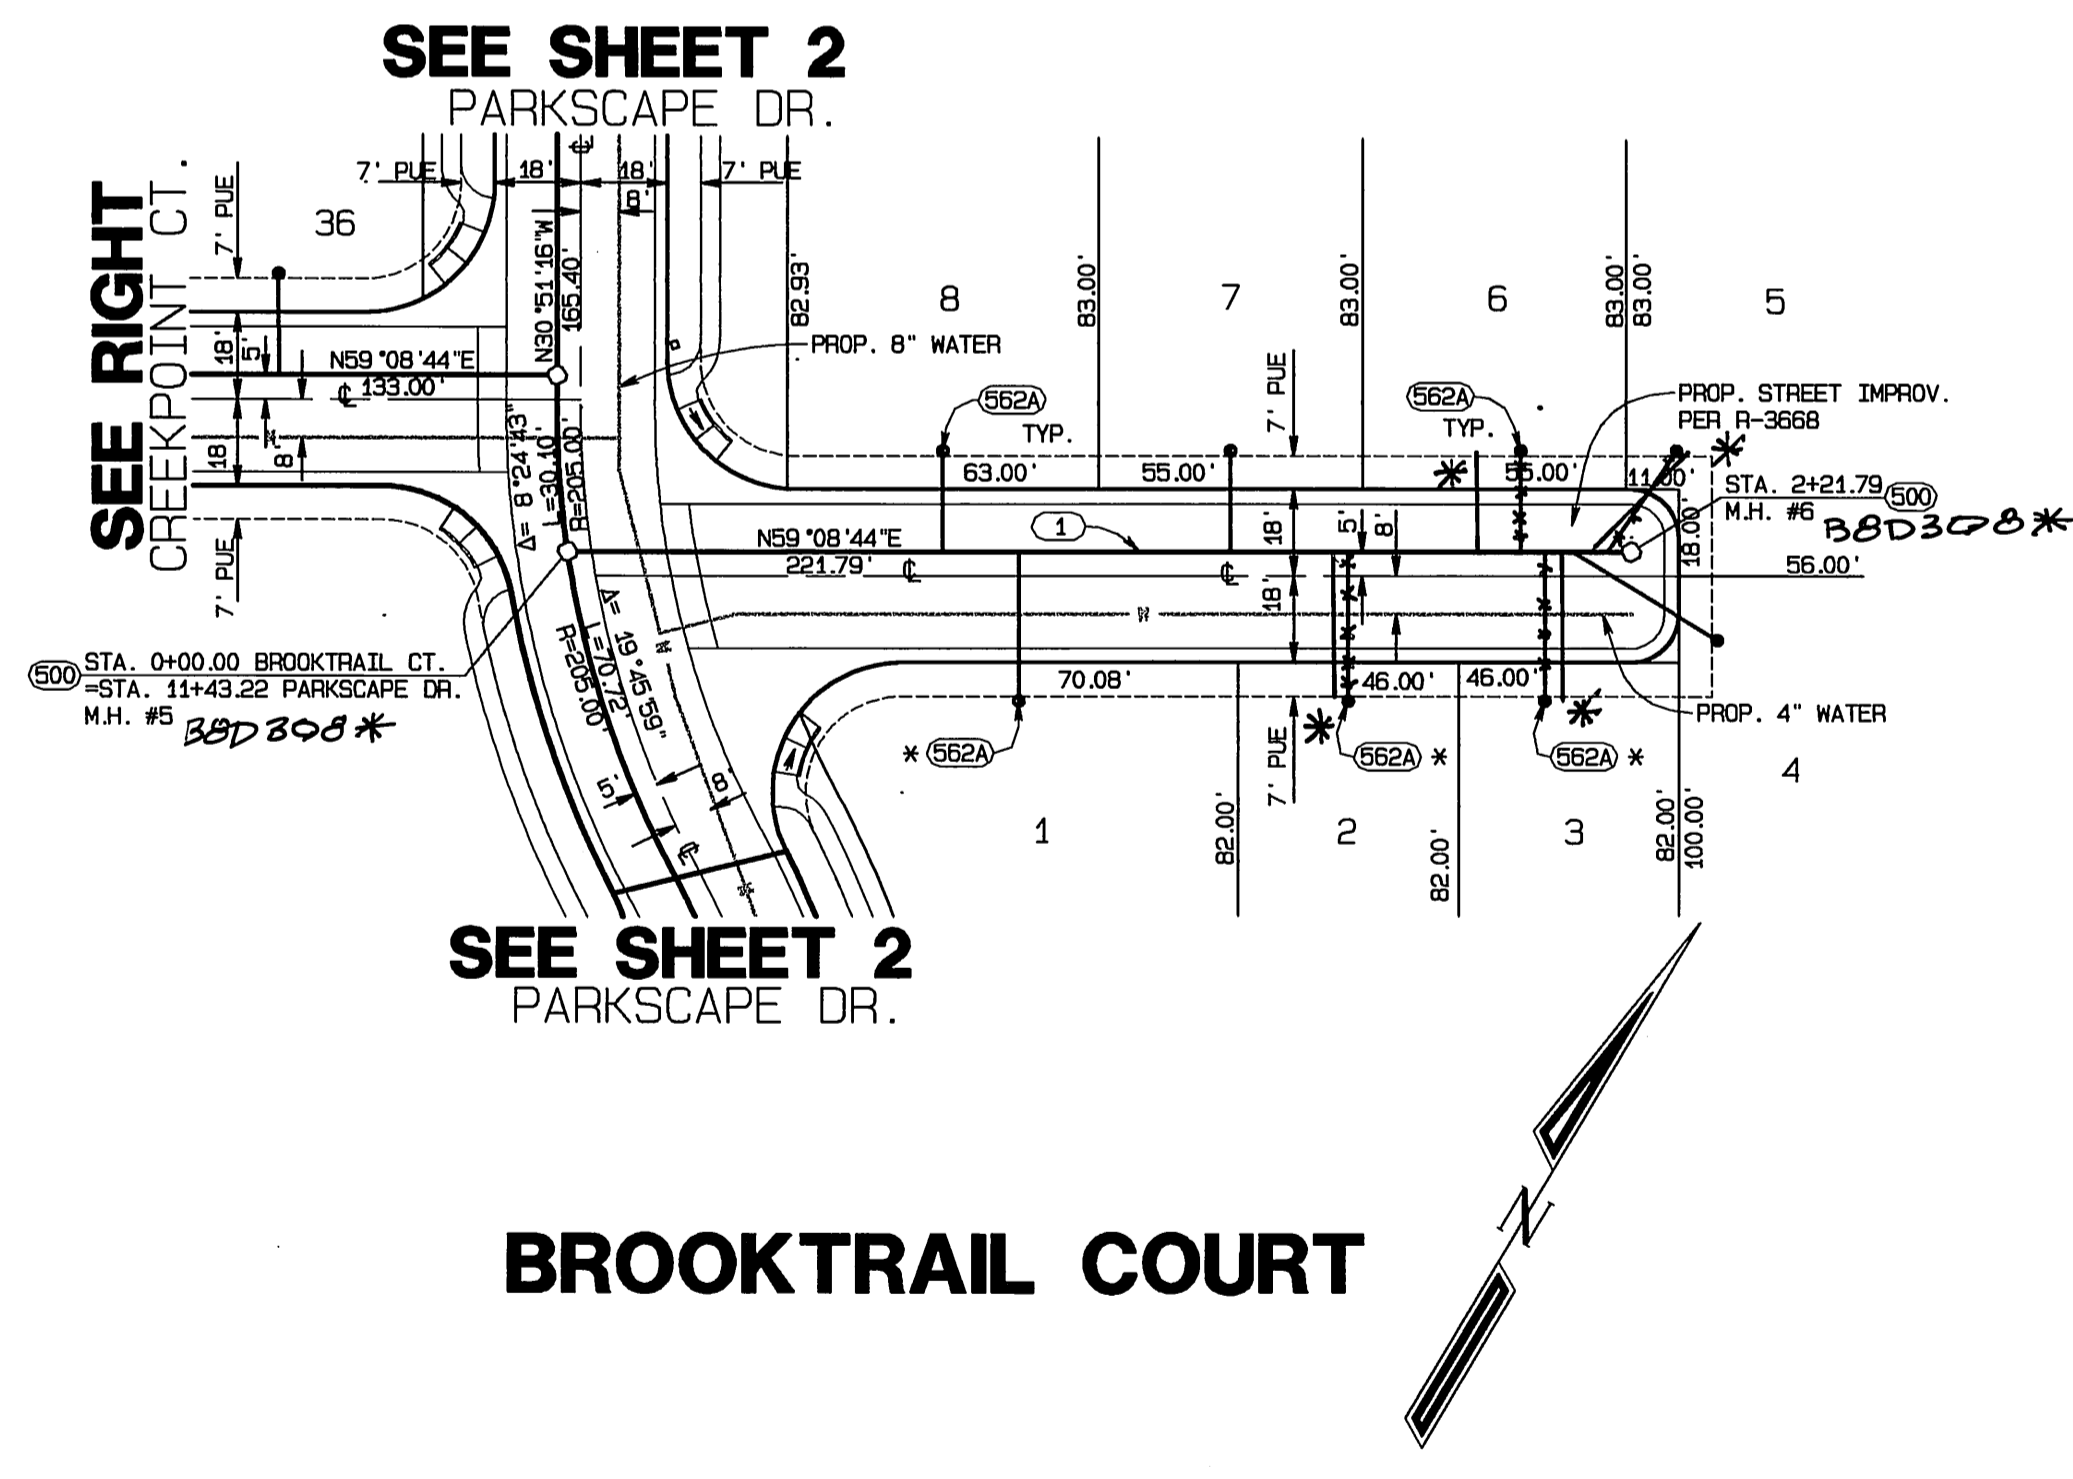 SEE SHEET 2
PARKSCAPE DR.
SEE RIGHT
CREEKPOINT CT.
7' PUE
18'
18'
7' PUE
8'
7' PUE
36
N30°51'16"W
165.40'
18'
5'
N59°08'44"E
℄ 133.00'
18
8'
7' PUE
Δ= 8°24'43"
L=30.10'
R=205.00'
PROP. 8" WATER
82.93'
8
83.00'
7
83.00'
6
83.00'
83.00'
5
562A
TYP.
7' PUE
562A
TYP.
PROP. STREET IMPROV.
PER R-3668
63.00'
55.00'
*
55.00'
11.00'
*
STA. 2+21.79 500
M.H. #6
B8D308*
N59°08'44"E
221.79'
℄
1
℄
18'
5'
8'
18.00'
56.00'
18'
W
500 STA. 0+00.00 BROOKTRAIL CT.
=STA. 11+43.22 PARKSCAPE DR.
M.H. #5
B8D308*
Δ= 19°45'59"
L=70.72'
R=205.00'
W
5'
8'
℄
70.08'
46.00'
46.00'
*
*
PROP. 4" WATER
* 562A
7' PUE
562A *
562A *
1
82.00'
2
82.00'
3
82.00'
100.00'
4
SEE SHEET 2
PARKSCAPE DR.
N
BROOKTRAIL COURT